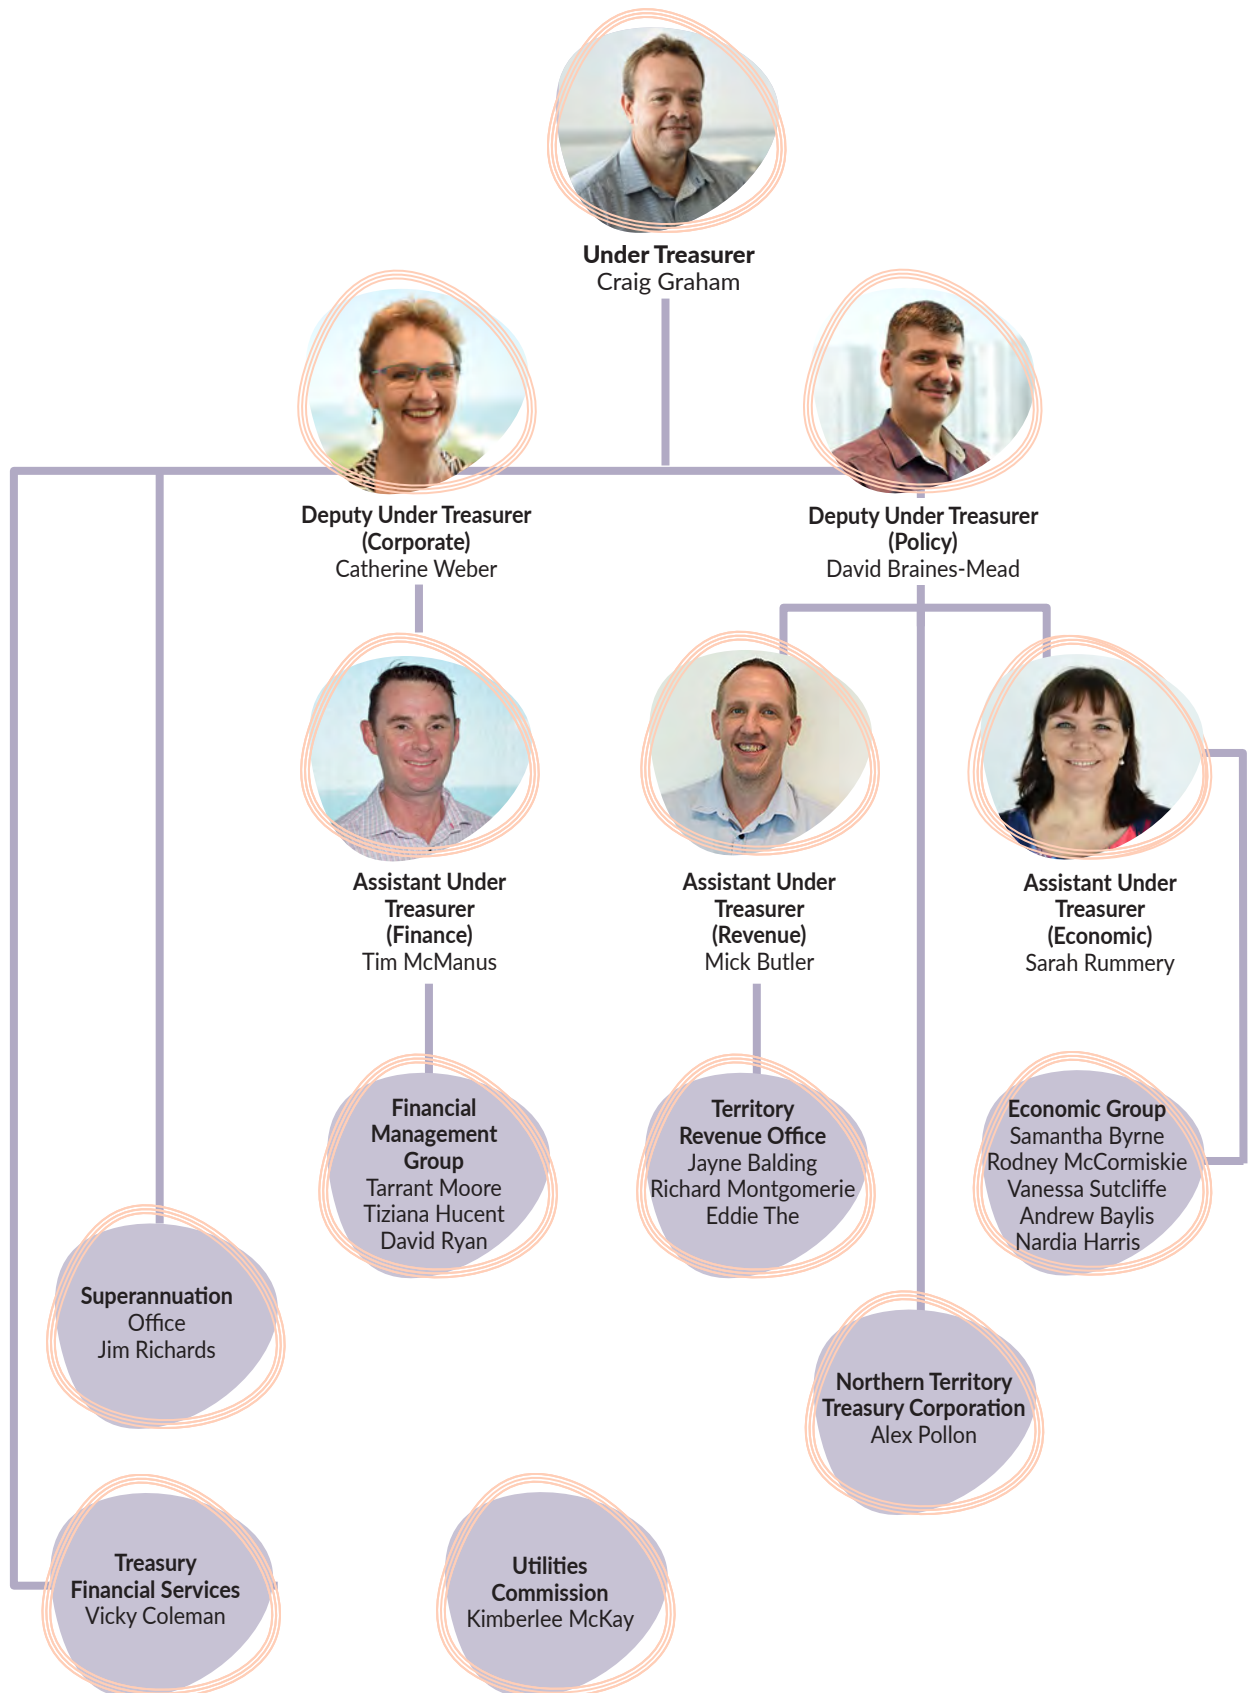 Under Treasurer
Craig Graham
Deputy Under Treasurer
(Corporate)
Catherine Weber
Deputy Under Treasurer
(Policy)
David Braines-Mead
Assistant Under
Treasurer
(Finance)
Tim McManus
Assistant Under
Treasurer
(Revenue)
Mick Butler
Assistant Under
Treasurer
(Economic)
Sarah Rummery
Financial
Management
Group
Tarrant Moore
Tiziana Hucent
David Ryan
Territory
Revenue Office
Jayne Balding
Richard Montgomerie
Eddie The
Economic Group
Samantha Byrne
Rodney McCormiskie
Vanessa Sutcliffe
Andrew Baylis
Nardia Harris
Superannuation
Office
Jim Richards
Northern Territory
Treasury Corporation
Alex Pollon
Treasury
Financial Services
Vicky Coleman
Utilities
Commission
Kimberlee McKay